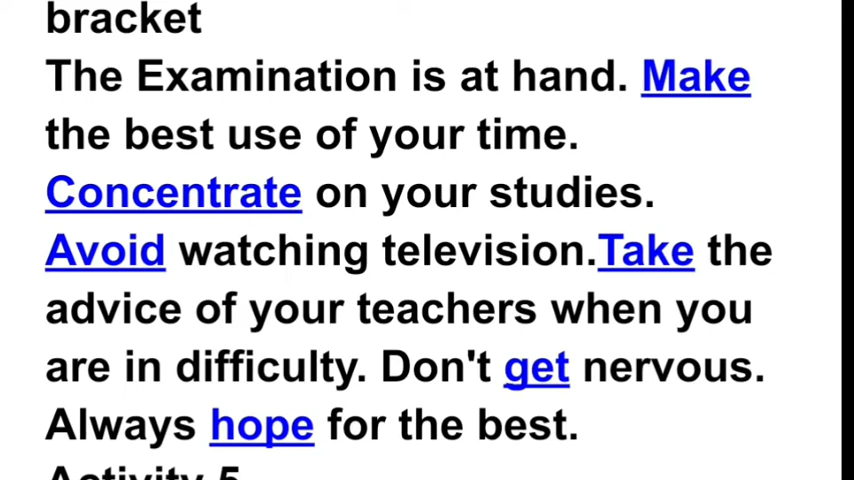 bracket
The Examination is at hand. Make
the best use of your time.
Concentrate on your studies.
Avoid watching television.Take the
advice of your teachers when you
are in difficulty. Don't get nervous.
Always hope for the best.
Activity 5